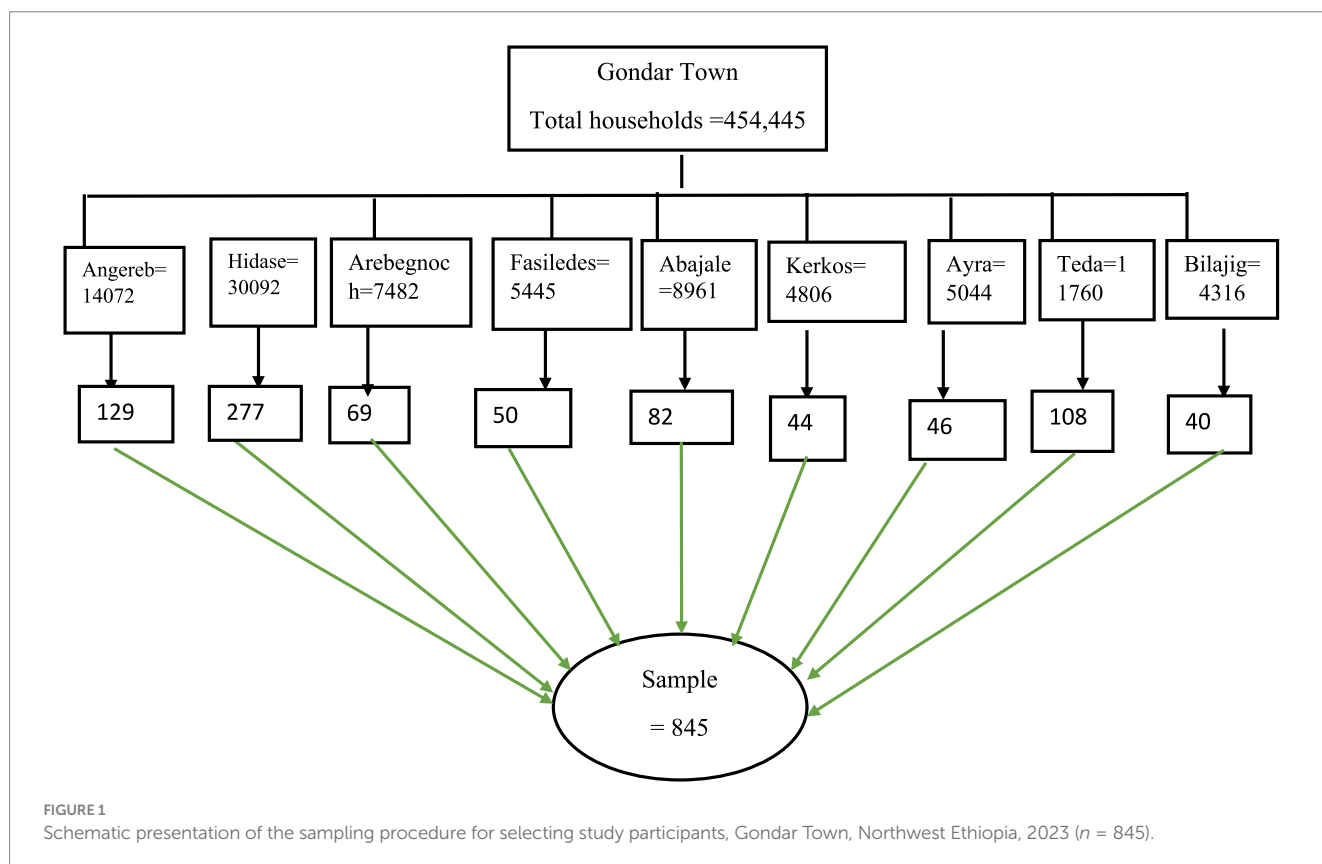 Gondar Town
Total households =454,445
Angereb=
14072
Hidase=
30092
Arebegnoc
h=7482
Fasiledes=
5445
Abajale
=8961
Kerkos=
4806
Ayra=
5044
Teda=1
1760
Bilajig=
4316
129
277
69
50
82
44
46
108
40
Sample
= 845
FIGURE 1
Schematic presentation of the sampling procedure for selecting study participants, Gondar Town, Northwest Ethiopia, 2023 (n = 845).